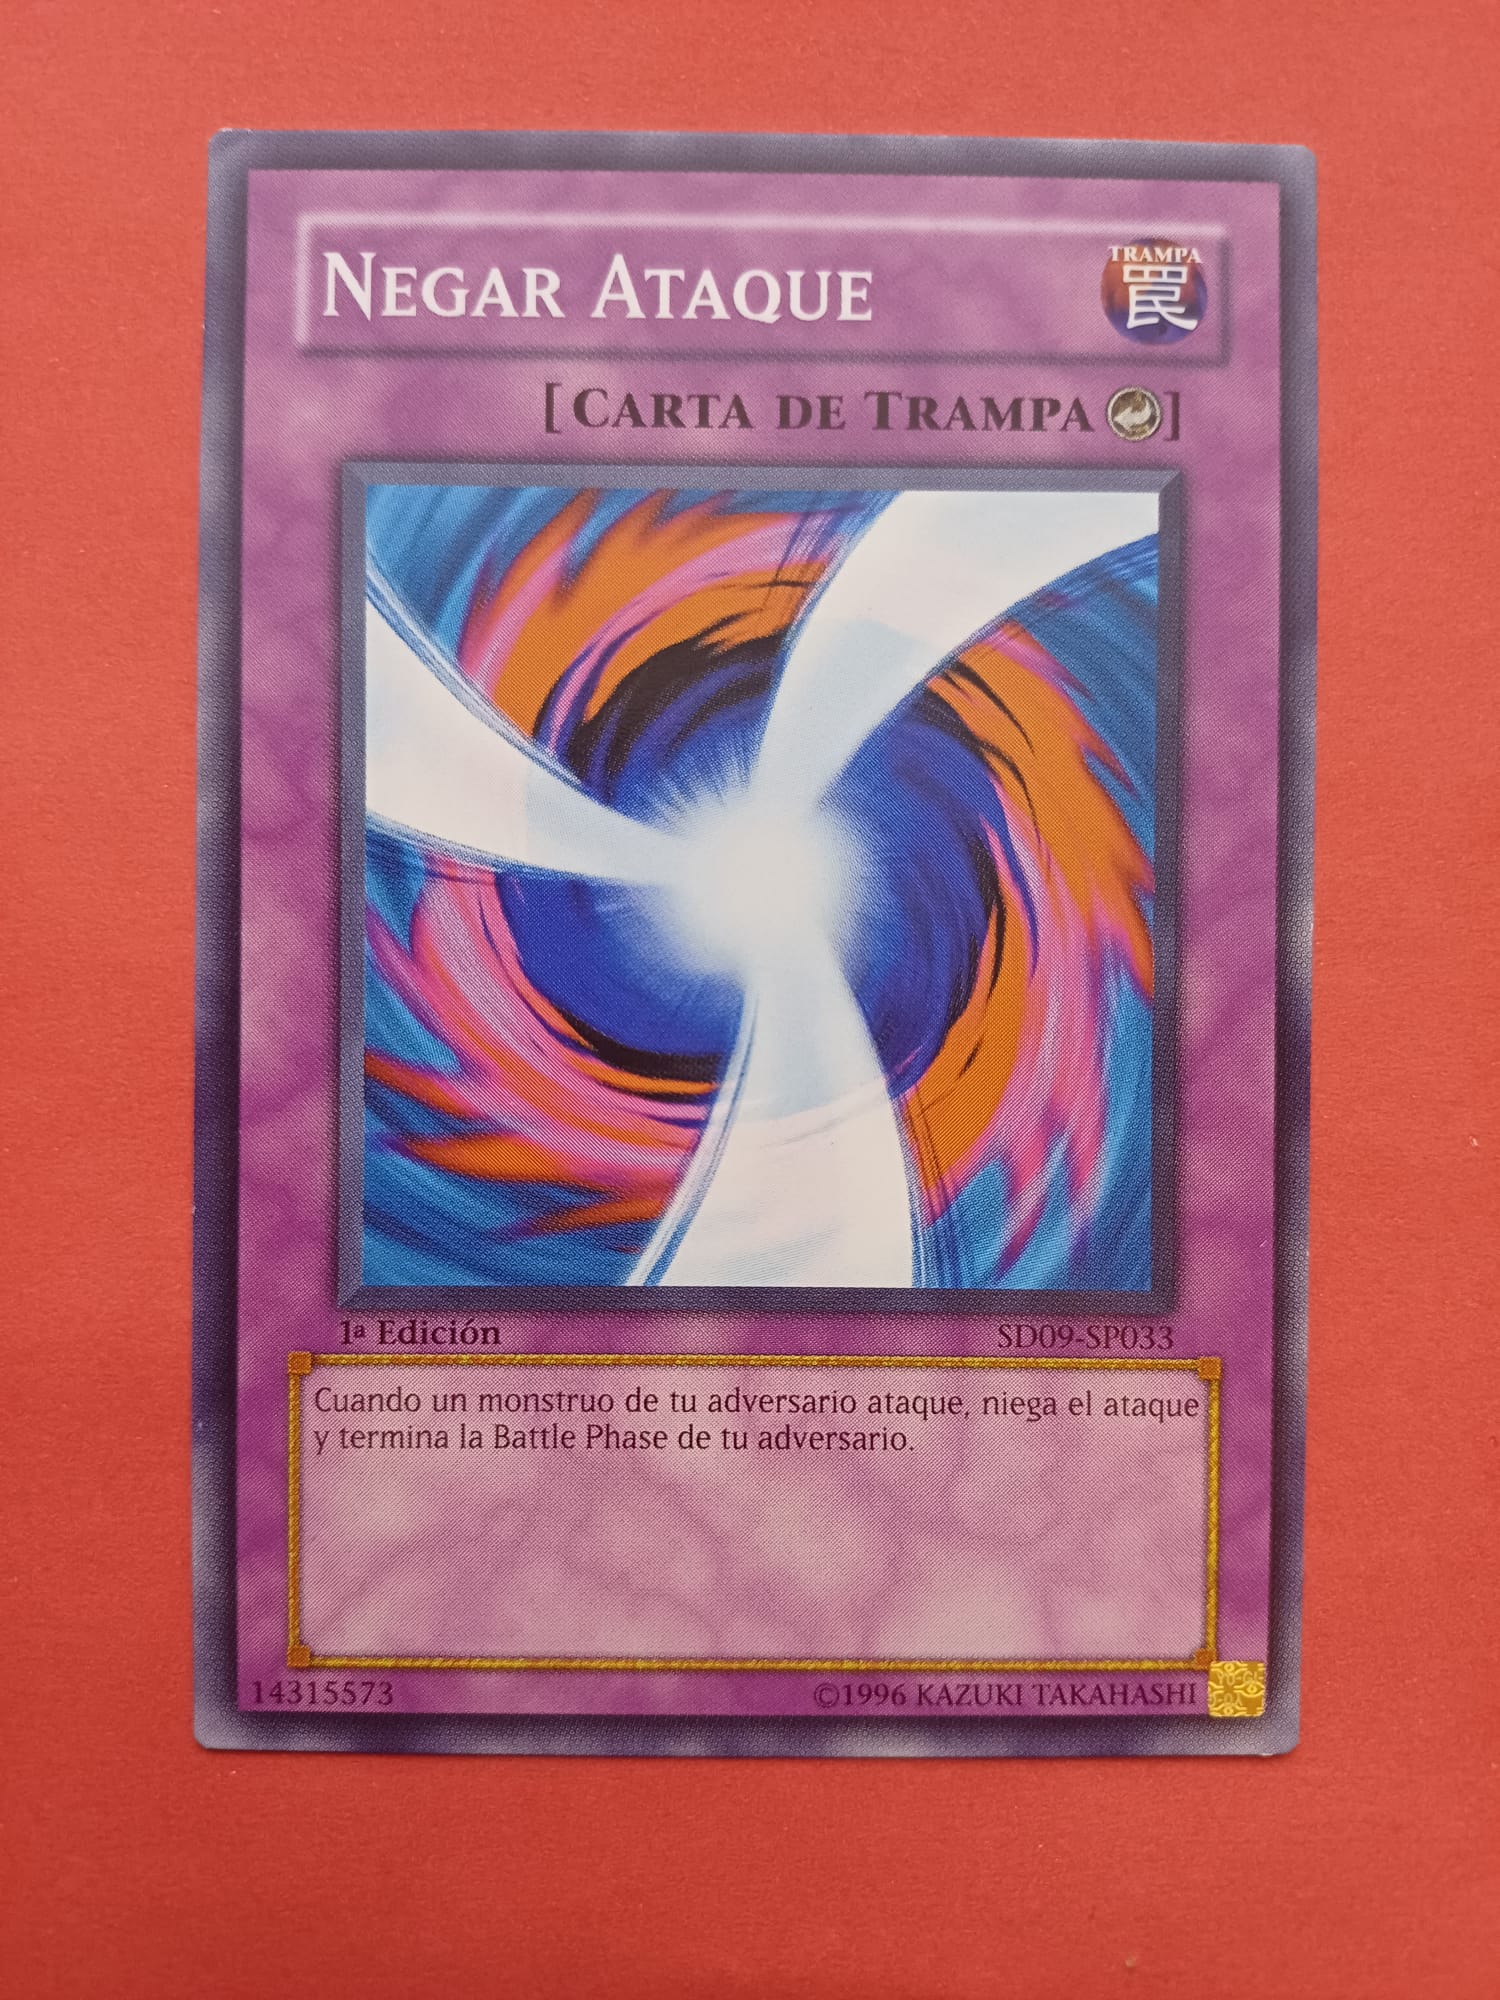 NEGAR ATAQUE
TRAMPA
罠
[CARTA DE TRAMPA]
1ª Edición
SD09-SP033
Cuando un monstruo de tu adversario ataque, niega el ataque
y termina la Battle Phase de tu adversario.
14315573
©1996 KAZUKI TAKAHASHI